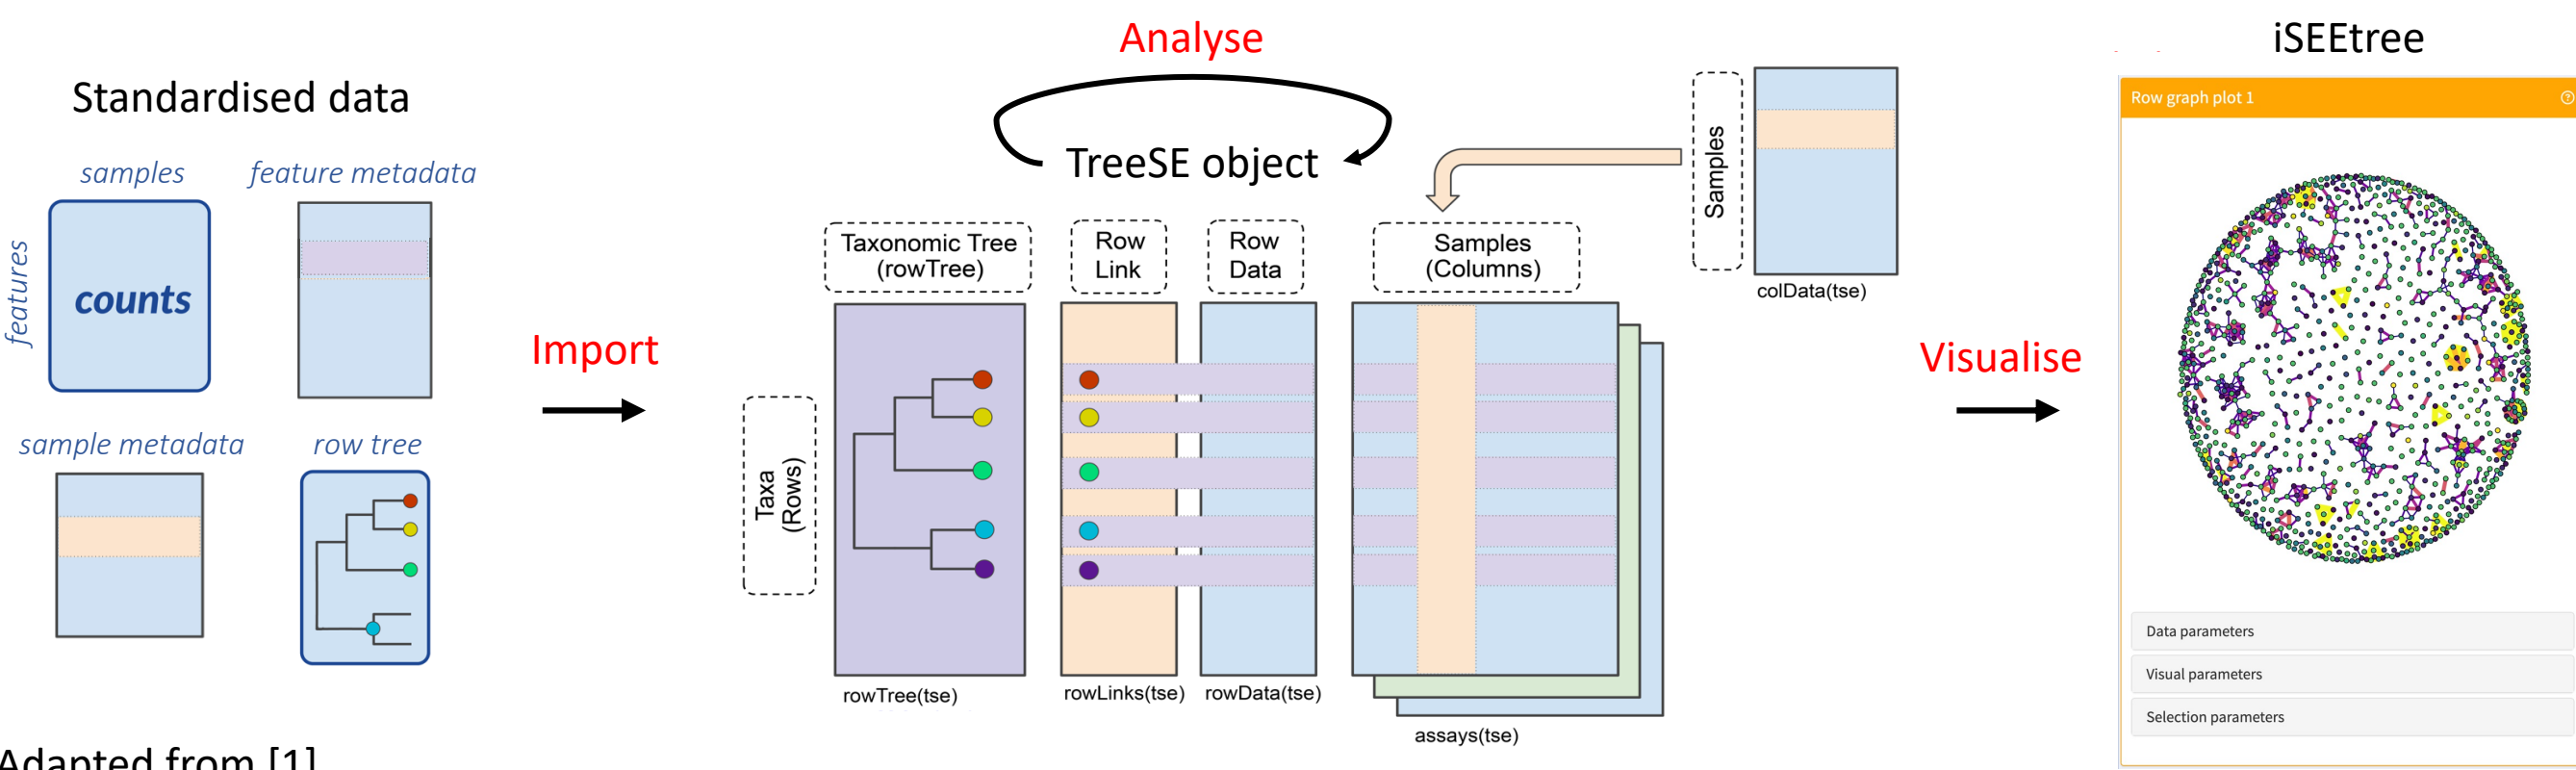 Standardised data
samples
feature metadata
features
counts
sample metadata
row tree
Adapted from [1]
Import
Analyse
TreeSE object
Taxonomic Tree
(rowTree)
Row
Link
Row
Data
Samples
(Columns)
Samples
colData(tse)
Taxa
(Rows)
rowTree(tse)
rowLinks(tse)
rowData(tse)
assays(tse)
Visualise
iSEEtree
Row graph plot 1
?
Data parameters
Visual parameters
Selection parameters